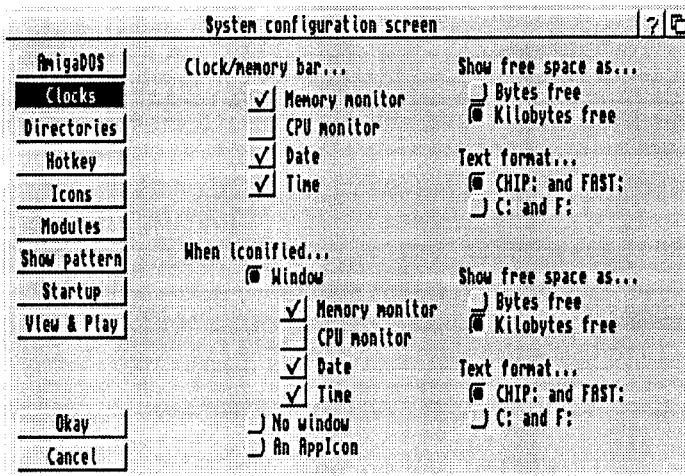 System configuration screen
?
AmigaDOS
Clocks
Directories
Hotkey
Icons
Modules
Show pattern
Startup
View & Play
Okay
Cancel
Clock/memory bar...
Memory monitor
CPU monitor
Date
Time
Show free space as...
Bytes free
Kilobytes free
Text format...
CHIP: and FAST:
C: and F:
When iconified...
Window
Memory monitor
CPU monitor
Date
Time
No window
An AppIcon
Show free space as...
Bytes free
Kilobytes free
Text format...
CHIP: and FAST:
C: and F: